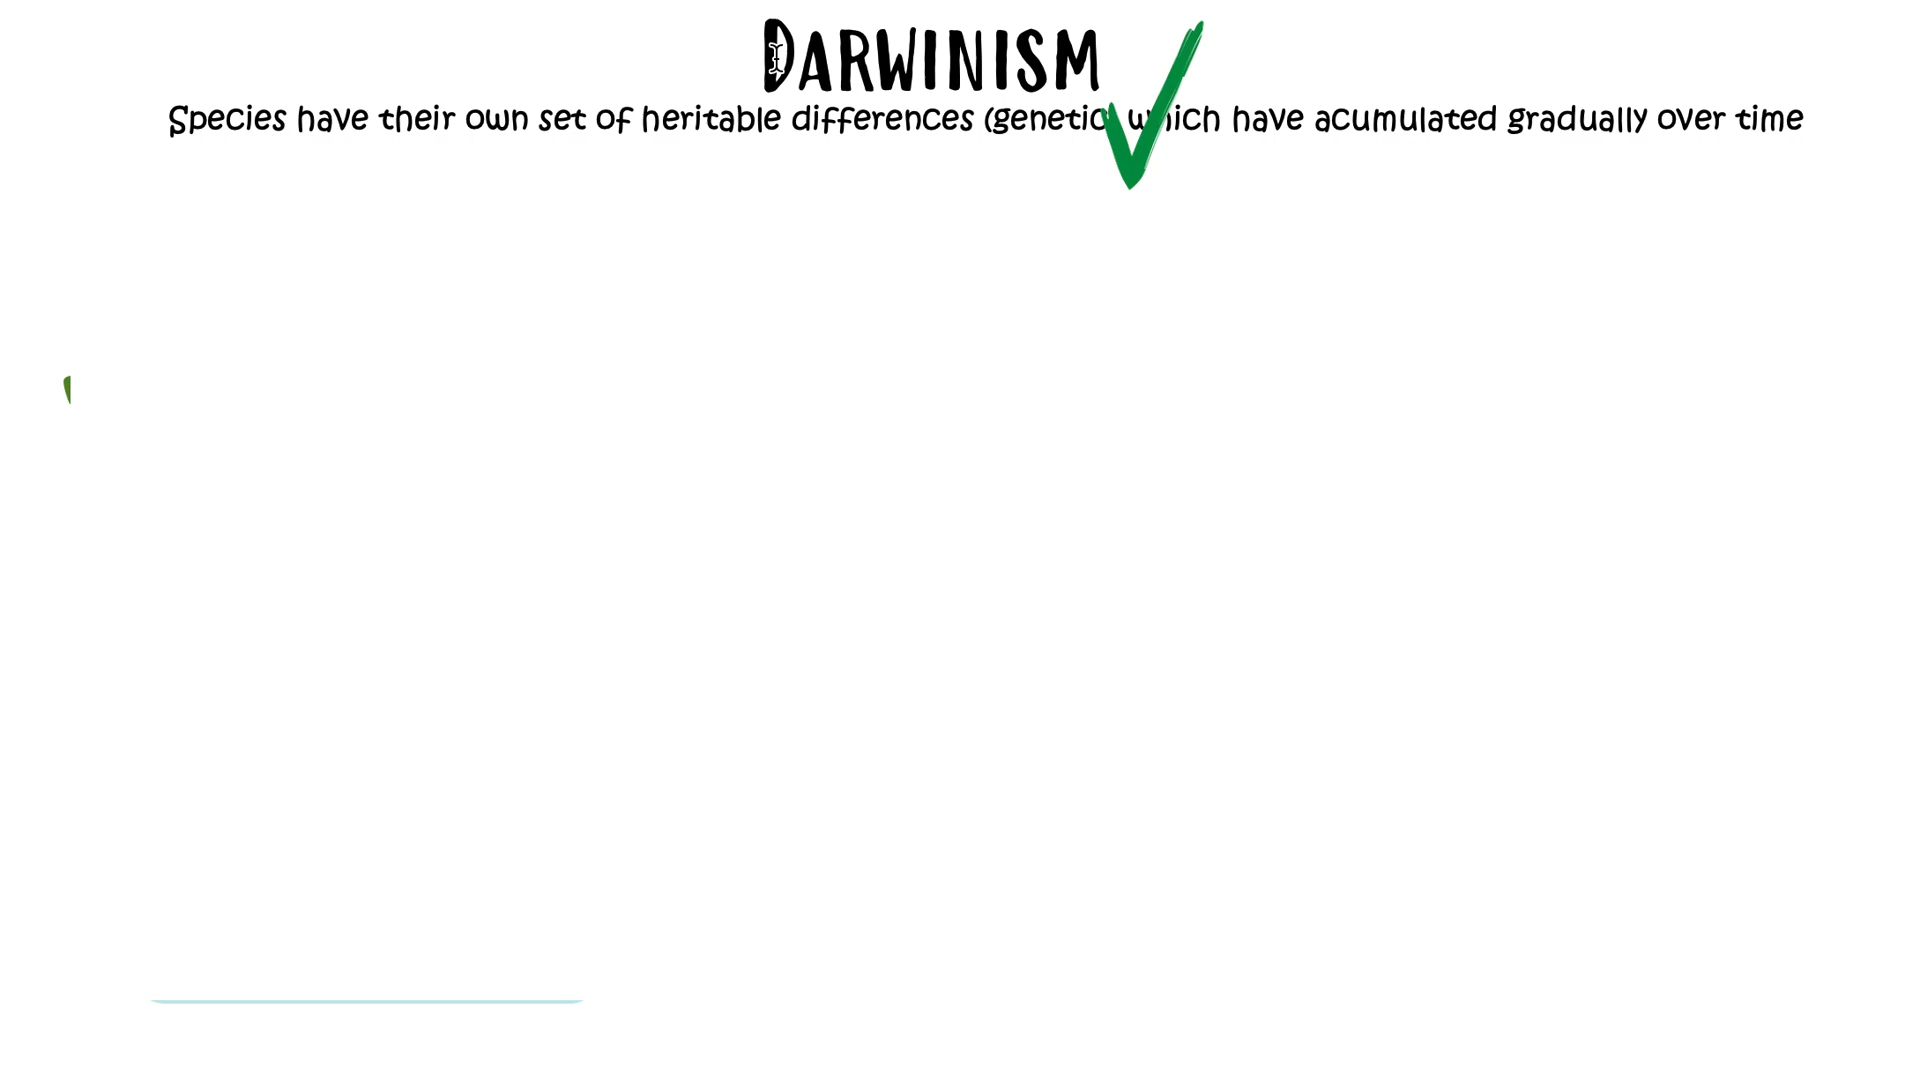 DARWINISM
Species have their own set of heritable differences (genetic) which have acumulated gradually over time